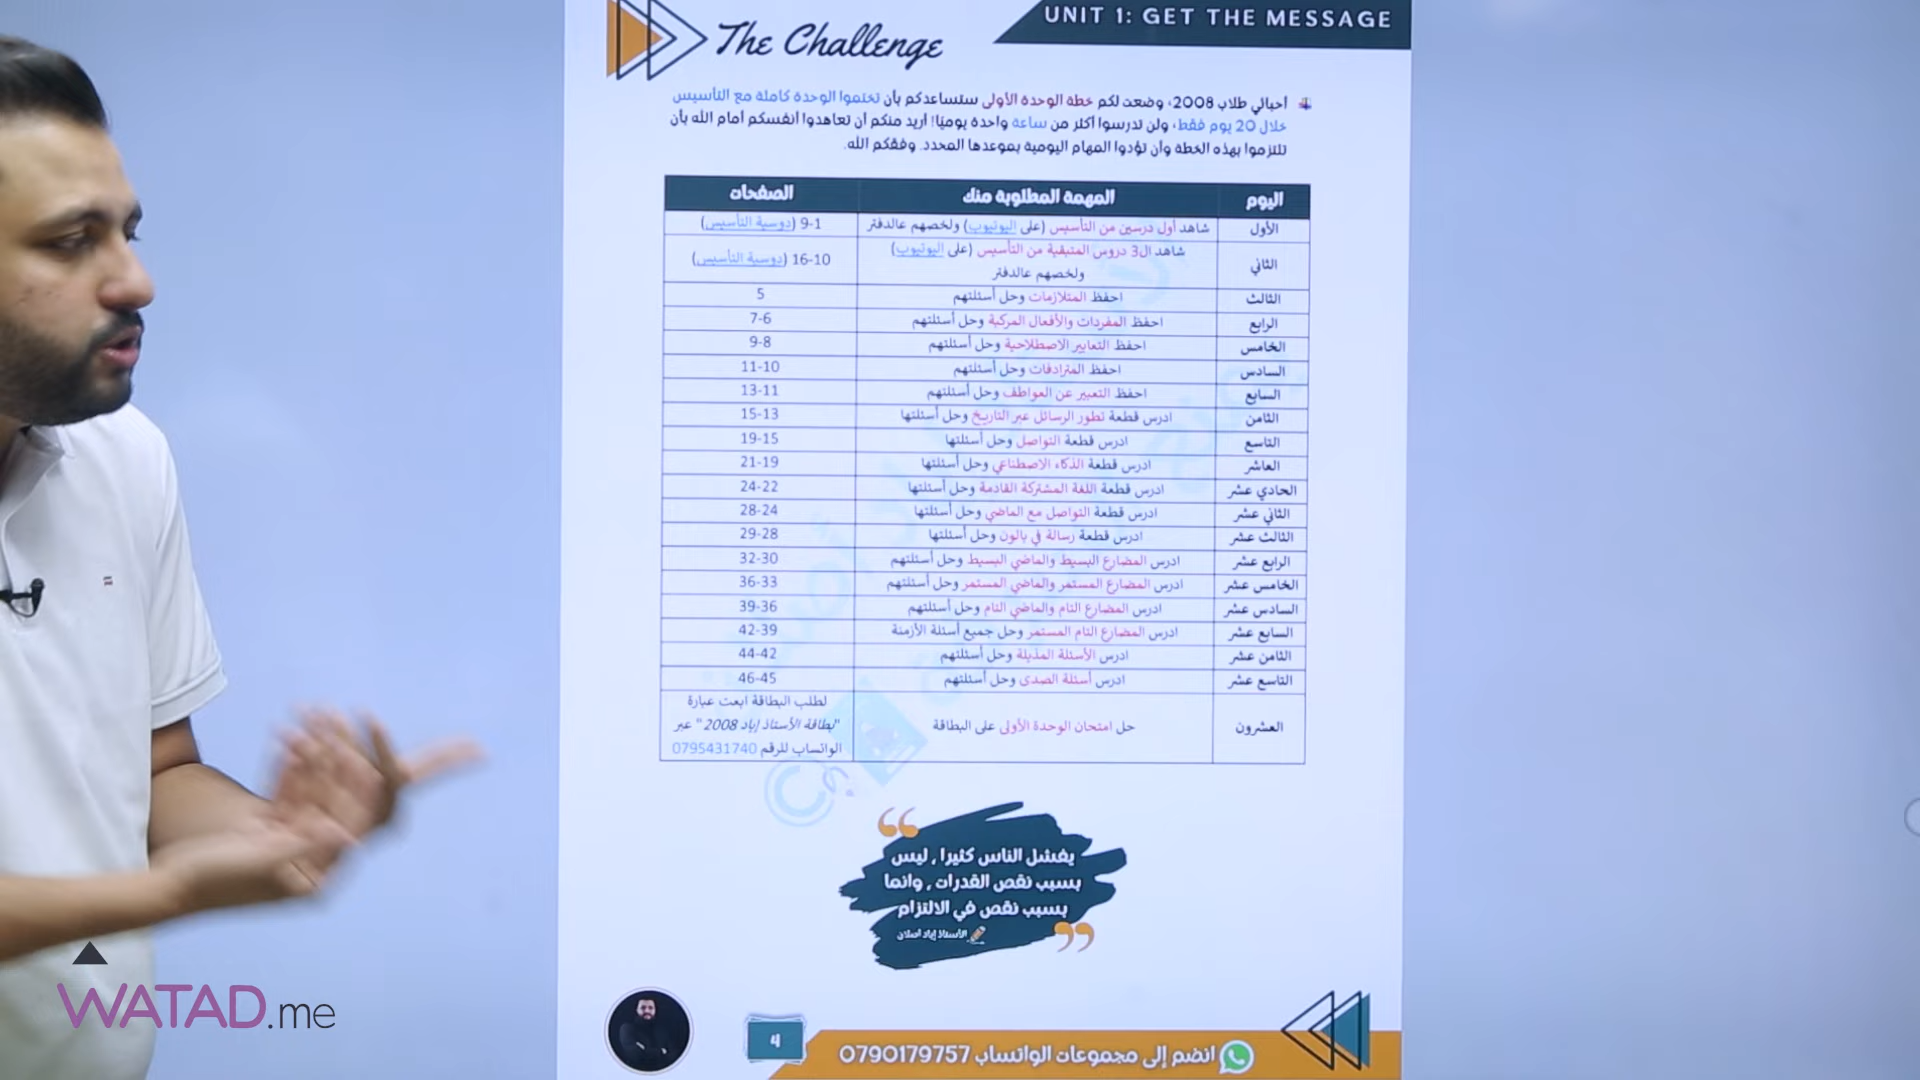 The Challenge
UNIT 1: GET THE MESSAGE
أحبائي طلاب 2008، وضعت لكم خطة الوحدة الأولى ستساعدكم بأن تختموا الوحدة كاملة مع التأسيس
خلال 20 يوم فقط، ولن تدرسوا أكثر من ساعة واحدة يوميًا! أريد منكم أن تعاهدوا أنفسكم أمام الله بأن
تلتزموا بهذه الخطة وأن تؤدوا المهام اليومية بموعدها المحدد. وفقكم الله.
اليوم المهمة المطلوبة منك الصفحات
الأول شاهد أول درسين من التأسيس (على اليوتيوب) ولخصهم عالدفتر 9-1 (دوسية التأسيس)
الثاني شاهد ال3 دروس المتبقية من التأسيس (على اليوتيوب) 16-10 (دوسية التأسيس)
ولخصهم عالدفتر
الثالث احفظ المتلازمات وحل أسئلتهم 5
الرابع احفظ المفردات والأفعال المركبة وحل أسئلتهم 7-6
الخامس احفظ التعابير الاصطلاحية وحل أسئلتهم 9-8
السادس احفظ المترادفات وحل أسئلتهم 11-10
السابع احفظ التعبير عن العواطف وحل أسئلتهم 13-11
الثامن ادرس قطعة تطور الرسائل عبر التاريخ وحل أسئلتها 15-13
التاسع ادرس قطعة التواصل وحل أسئلتها 19-15
العاشر ادرس قطعة الذكاء الاصطناعي وحل أسئلتها 21-19
الحادي عشر ادرس قطعة اللغة المشتركة القادمة وحل أسئلتها 24-22
الثاني عشر ادرس قطعة التواصل مع الماضي وحل أسئلتها 28-24
الثالث عشر ادرس قطعة رسالة في بالون وحل أسئلتها 29-28
الرابع عشر ادرس المضارع البسيط والماضي البسيط وحل أسئلتهم 32-30
الخامس عشر ادرس المضارع المستمر والماضي المستمر وحل أسئلتهم 36-33
السادس عشر ادرس المضارع التام والماضي التام وحل أسئلتهم 39-36
السابع عشر ادرس المضارع التام المستمر وحل جميع أسئلة الأزمنة 42-39
الثامن عشر ادرس الأسئلة المذيلة وحل أسئلتهم 44-42
التاسع عشر ادرس أسئلة الصدى وحل أسئلتهم 46-45
العشرون حل امتحان الوحدة الأولى على البطاقة لطلب البطاقة ابعت عبارة
"بطاقة الأستاذ إياد 2008" عبر
الواتساب للرقم 0795431740
يفشل الناس كثيرا , ليس
بسبب نقص القدرات , وانما
بسبب نقص في الالتزام
الأستاذ إياد
4
انضم إلى مجموعات الواتساب 0790179757
WATAD.me